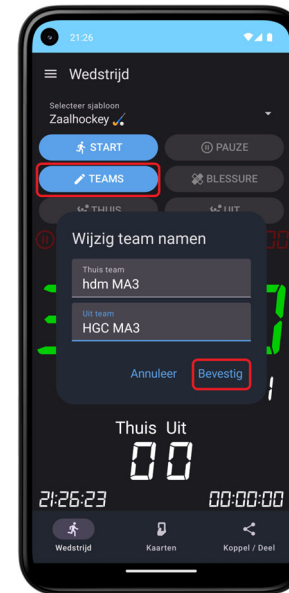 21:26
Wedstrijd
Selecteer sjabloon
Zaalhockey
START
PAUZE
TEAMS
BLESSURE
THUIS
UIT
Wijzig team namen
Thuis team
hdm MA3
Uit team
HGC MA3
Annuleer
Bevestig
Thuis Uit
0 0
21:26:23
00:00:00
Wedstrijd
Kaarten
Koppel / Deel